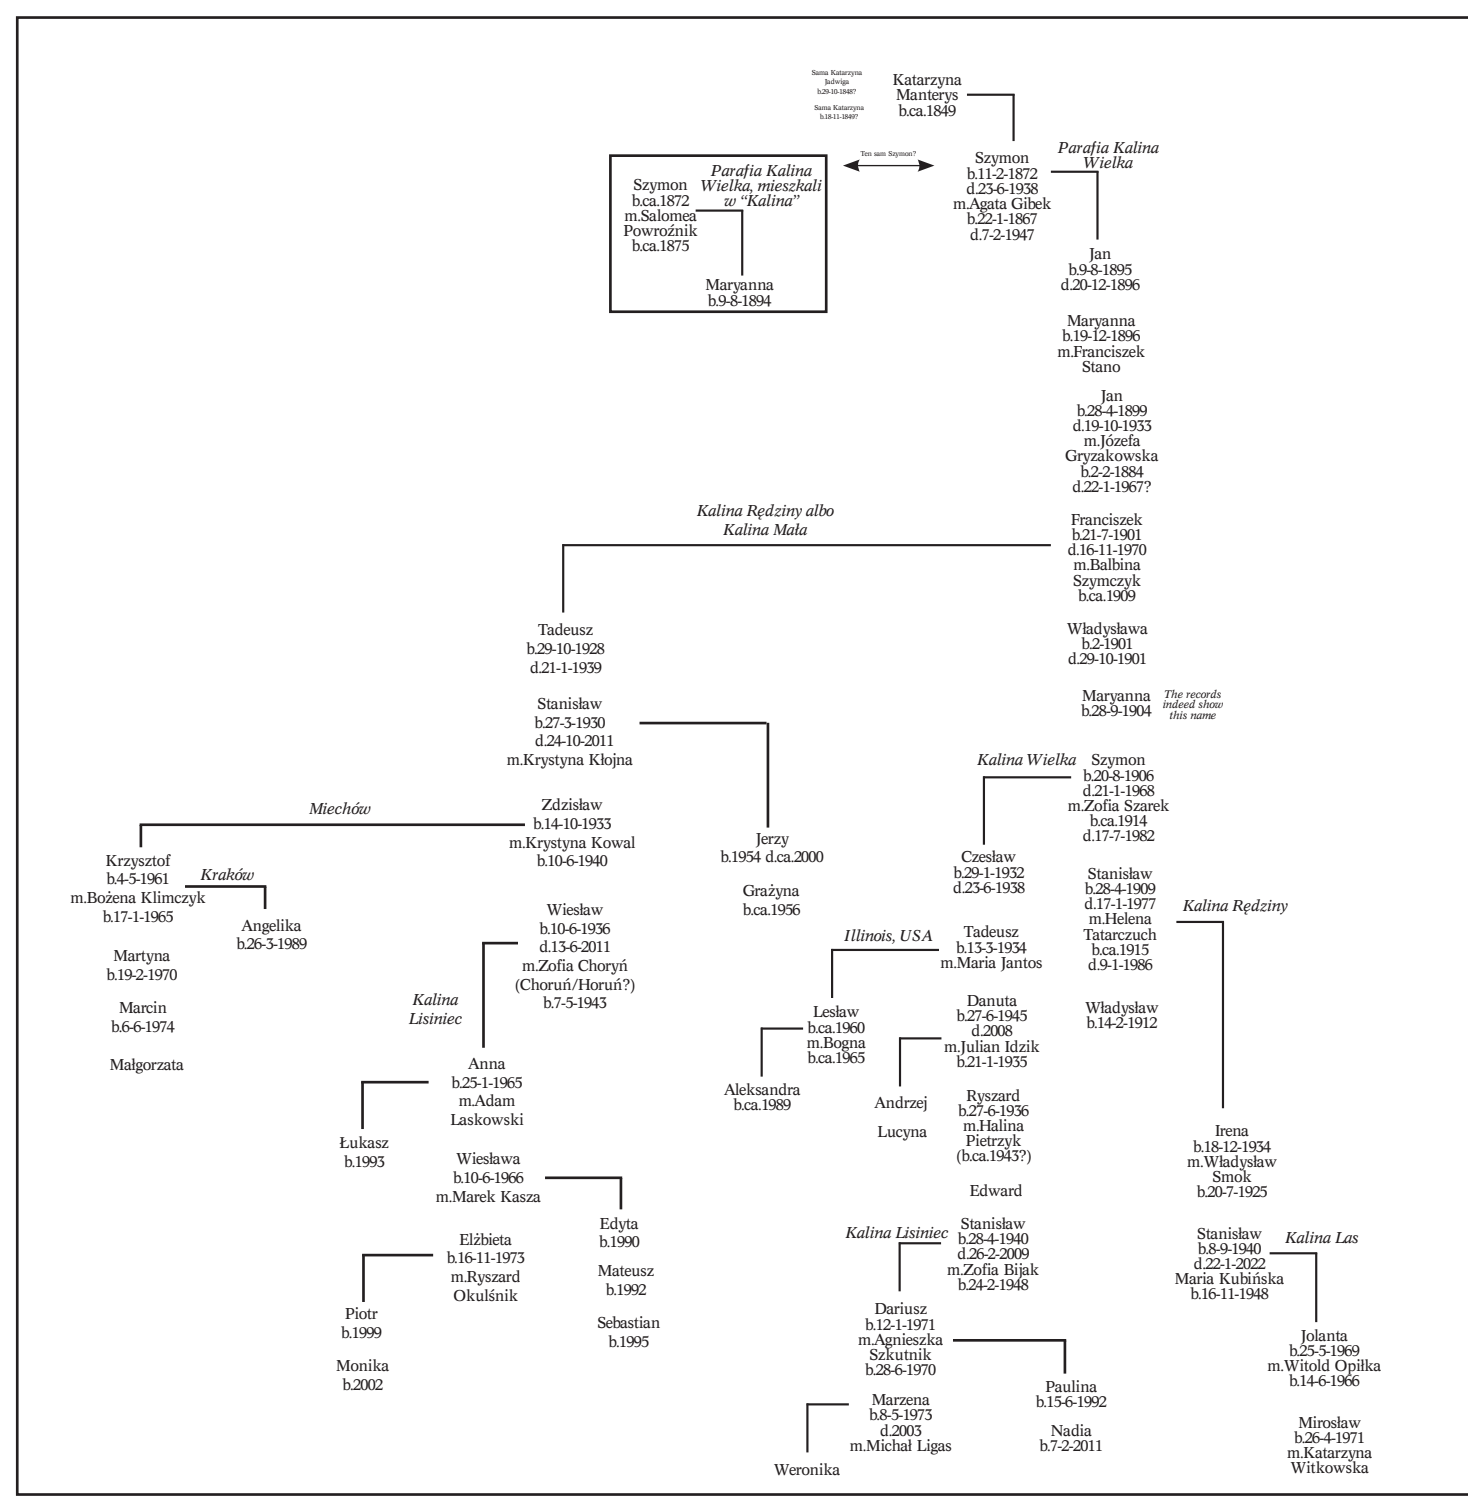 Sama Katarzyna
Jadwiga
b.29-10-1848?
Sama Katarzyna
b.18-11-1849?
Katarzyna
Manterys
b.ca.1849
Ten sam Szymon?
Szymon
b.11-2-1872
d.23-6-1938
m.Agata Gibek
b.22-1-1867
d.7-2-1947
Parafia Kalina
Wielka
Szymon
b.ca.1872
m.Salomea
Powroźnik
b.ca.1875
Parafia Kalina
Wielka, mieszkali
w “Kalina”
Maryanna
b.9-8-1894
Jan
b.9-8-1895
d.20-12-1896
Maryanna
b.19-12-1896
m.Franciszek
Stano
Jan
b.28-4-1899
d.19-10-1933
m.Józefa
Gryzakowska
b.2-2-1884
d.22-1-1967?
Kalina Rędziny albo
Kalina Mała
Franciszek
b.21-7-1901
d.16-11-1970
m.Balbina
Szymczyk
b.ca.1909
Władysława
b.2-1901
d.29-10-1901
Maryanna
b.28-9-1904
The records
indeed show
this name
Kalina Wielka
Szymon
b.20-8-1906
d.21-1-1968
m.Zofia Szarek
b.ca.1914
d.17-7-1982
Stanisław
b.28-4-1909
d.17-1-1977
m.Helena
Tatarczuch
b.ca.1915
d.9-1-1986
Kalina Rędziny
Władysław
b.14-2-1912
Tadeusz
b.29-10-1928
d.21-1-1939
Stanisław
b.27-3-1930
d.24-10-2011
m.Krystyna Kłojna
Zdzisław
b.14-10-1933
m.Krystyna Kowal
b.10-6-1940
Miechów
Wiesław
b.10-6-1936
d.13-6-2011
m.Zofia Choryń
(Choruń/Horuń?)
b.7-5-1943
Kalina
Lisiniec
Jerzy
b.1954 d.ca.2000
Grażyna
b.ca.1956
Krzysztof
b.4-5-1961
m.Bożena Klimczyk
b.17-1-1965
Kraków
Angelika
b.26-3-1989
Martyna
b.19-2-1970
Marcin
b.6-6-1974
Małgorzata
Anna
b.25-1-1965
m.Adam
Laskowski
Łukasz
b.1993
Wiesława
b.10-6-1966
m.Marek Kasza
Edyta
b.1990
Mateusz
b.1992
Sebastian
b.1995
Elżbieta
b.16-11-1973
m.Ryszard
Okulśnik
Piotr
b.1999
Monika
b.2002
Czesław
b.29-1-1932
d.23-6-1938
Tadeusz
b.13-3-1934
m.Maria Jantos
Illinois, USA
Lesław
b.ca.1960
m.Bogna
b.ca.1965
Aleksandra
b.ca.1989
Danuta
b.27-6-1945
d.2008
m.Julian Idzik
b.21-1-1935
Andrzej
Lucyna
Ryszard
b.27-6-1936
m.Halina
Pietrzyk
(b.ca.1943?)
Edward
Kalina Lisiniec
Stanisław
b.28-4-1940
d.26-2-2009
m.Zofia Bijak
b.24-2-1948
Dariusz
b.12-1-1971
m.Agnieszka
Szkutnik
b.28-6-1970
Paulina
b.15-6-1992
Nadia
b.7-2-2011
Marzena
b.8-5-1973
d.2003
m.Michał Ligas
Weronika
Irena
b.18-12-1934
m.Władysław
Smok
b.20-7-1925
Stanisław
b.8-9-1940
d.22-1-2022
Maria Kubińska
b.16-11-1948
Kalina Las
Jolanta
b.25-5-1969
m.Witold Opiłka
b.14-6-1966
Mirosław
b.26-4-1971
m.Katarzyna
Witkowska